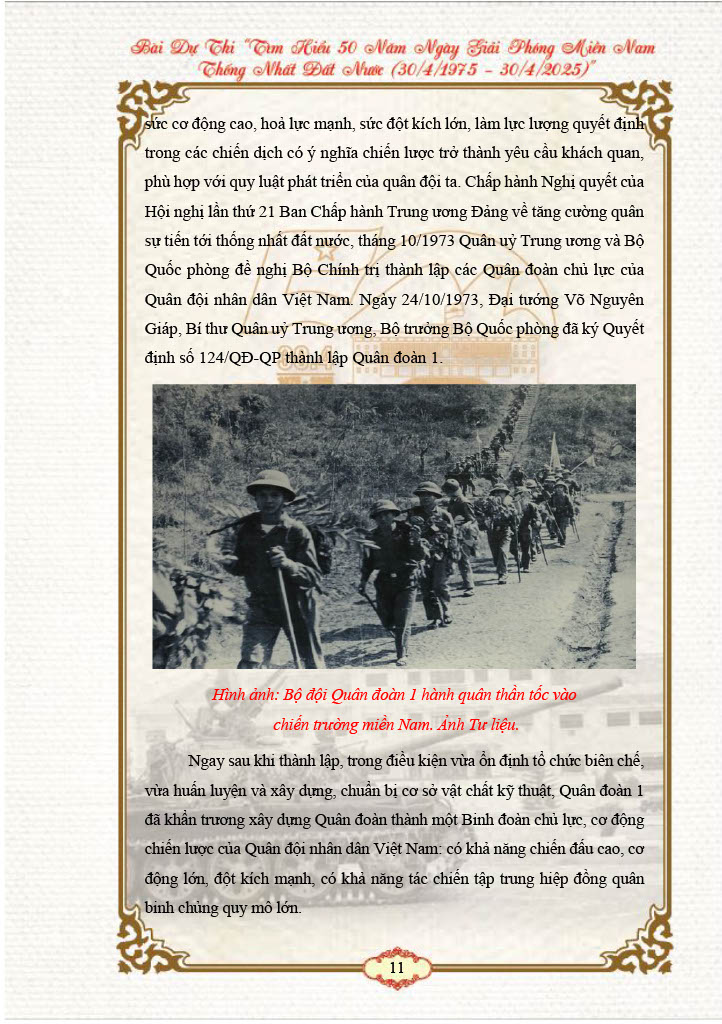 Bài Dự Thi “Tìm Hiểu 50 Năm Ngày Giải Phóng Miền Nam
Thống Nhất Đất Nước (30/4/1975 – 30/4/2025)”
sức cơ động cao, hoả lực mạnh, sức đột kích lớn, làm lực lượng quyết định
trong các chiến dịch có ý nghĩa chiến lược trở thành yêu cầu khách quan,
phù hợp với quy luật phát triển của quân đội ta. Chấp hành Nghị quyết của
Hội nghị lần thứ 21 Ban Chấp hành Trung ương Đảng về tăng cường quân
sự tiến tới thống nhất đất nước, tháng 10/1973 Quân uỷ Trung ương và Bộ
Quốc phòng đề nghị Bộ Chính trị thành lập các Quân đoàn chủ lực của
Quân đội nhân dân Việt Nam. Ngày 24/10/1973, Đại tướng Võ Nguyên
Giáp, Bí thư Quân uỷ Trung ương, Bộ trưởng Bộ Quốc phòng đã ký Quyết
định số 124/QĐ-QP thành lập Quân đoàn 1.
Hình ảnh: Bộ đội Quân đoàn 1 hành quân thần tốc vào
chiến trường miền Nam. Ảnh Tư liệu.
Ngay sau khi thành lập, trong điều kiện vừa ổn định tổ chức biên chế,
vừa huấn luyện và xây dựng, chuẩn bị cơ sở vật chất kỹ thuật, Quân đoàn 1
đã khẩn trương xây dựng Quân đoàn thành một Binh đoàn chủ lực, cơ động
chiến lược của Quân đội nhân dân Việt Nam: có khả năng chiến đấu cao, cơ
động lớn, đột kích mạnh, có khả năng tác chiến tập trung hiệp đồng quân
binh chủng quy mô lớn.
11